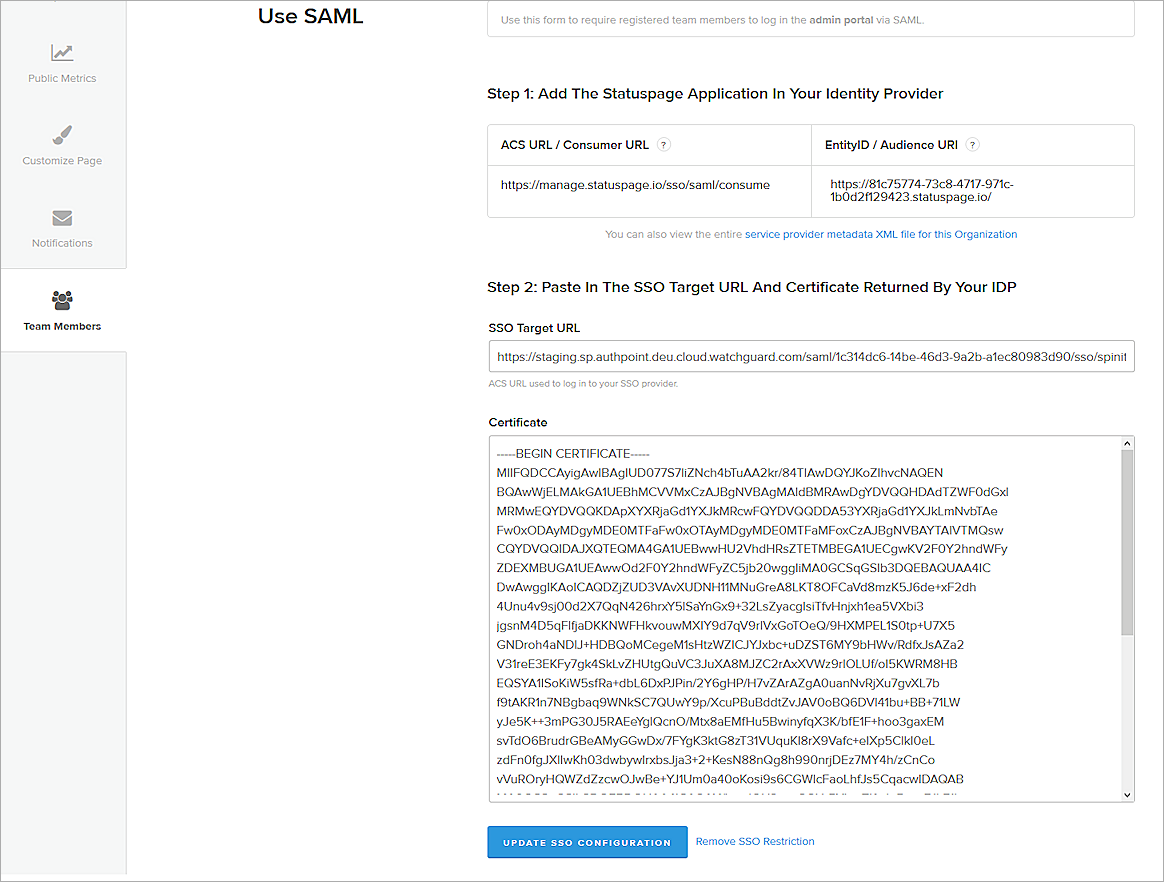 Use SAML
Use this form to require registered team members to log in the admin portal via SAML.
Public Metrics
Customize Page
Notifications
Team Members
Step 1: Add The Statuspage Application In Your Identity Provider
ACS URL / Consumer URL ?
EntityID / Audience URI ?
https://manage.statuspage.io/sso/saml/consume
https://81c75774-73c8-4717-971c-
1b0d2f129423.statuspage.io/
You can also view the entire service provider metadata XML file for this Organization
Step 2: Paste In The SSO Target URL And Certificate Returned By Your IDP
SSO Target URL
https://staging.sp.authpoint.deu.cloud.watchguard.com/saml/1c314dc6-14be-46d3-9a2b-a1ec80983d90/sso/spinit
ACS URL used to log in to your SSO provider.
Certificate
-----BEGIN CERTIFICATE-----
MIIFQDCCAyigAwIBAgIUD077S7liZNch4bTuAA2kr/84TIAwDQYJKoZIhvcNAQEN
BQAwWjELMAkGA1UEBhMCVVMxCzAJBgNVBAgMAldBMRAwDgYDVQQHDAdTZWF0dGxl
MRMwEQYDVQQKDApXYXRjaGd1YXJkMRcwFQYDVQQDDA53YXRjaGd1YXJkLmNvbTAe
Fw0xODAyMDgyMDE0MTFaFw0xOTAyMDgyMDE0MTFaMFoxCzAJBgNVBAYTAlVTMQsw
CQYDVQQIDAJXQTEQMA4GA1UEBwwHU2VhdHRsZTETMBEGA1UECgwKV2F0Y2hndWFy
ZDEXMBUGA1UEAwwOd2F0Y2hndWFyZC5jb20wggIiMA0GCSqGSIb3DQEBAQUAA4IC
DwAwggIKAoICAQDZjZUD3VAvXUDNH11MNuGreA8LKT8OFCaVd8mzK5J6de+xF2dh
4Unu4v9sj00d2X7QqN426hrxY5lSaYnGx9+32LsZyacglsiTfvHnjxh1ea5VXbi3
jgsnM4D5qFlfjaDKKNWFHkvouwMXIY9d7qV9rIVxGoTOeQ/9HXMPEL1S0tp+U7X5
GNDroh4aNDIJ+HDBQoMCegeM1sHtzWZICJYJxbc+uDZST6MY9bHWv/RdfxJsAZa2
V31reE3EKFy7gk4SkLvZHUtgQuVC3JuXA8MJZC2rAxXVWz9rIOLUf/oI5KWRM8HB
EQSYA1ISoKiW5sfRa+dbL6DxPJPin/2Y6gHP/H7vZArAZgA0uanNvRjXu7gvXL7b
f9tAKR1n7NBgbaq9WNkSC7QUwY9p/XcuPBuBddtZvJAV0oBQ6DVI41bu+BB+71LW
yJe5K++3mPG30J5RAEeYglQcnO/Mtx8aEMfHu5BwinyfqX3K/bfE1F+hoo3gaxEM
svTdO6BrudrGBeAMyGGwDx/7FYgK3ktG8zT31VUquKI8rX9Vafc+eIXp5ClkI0eL
zdFn0fgJXllwKh03dwbywlrxbsJja3+2+KesN88nQg8h990nrjDEz7MY4h/zCnCo
vVuROryHQWZdZzcwOJwBe+YJ1Um0a40oKosi9s6CGWlcFaoLhfJs5CqacwIDAQAB
UPDATE SSO CONFIGURATION
Remove SSO Restriction